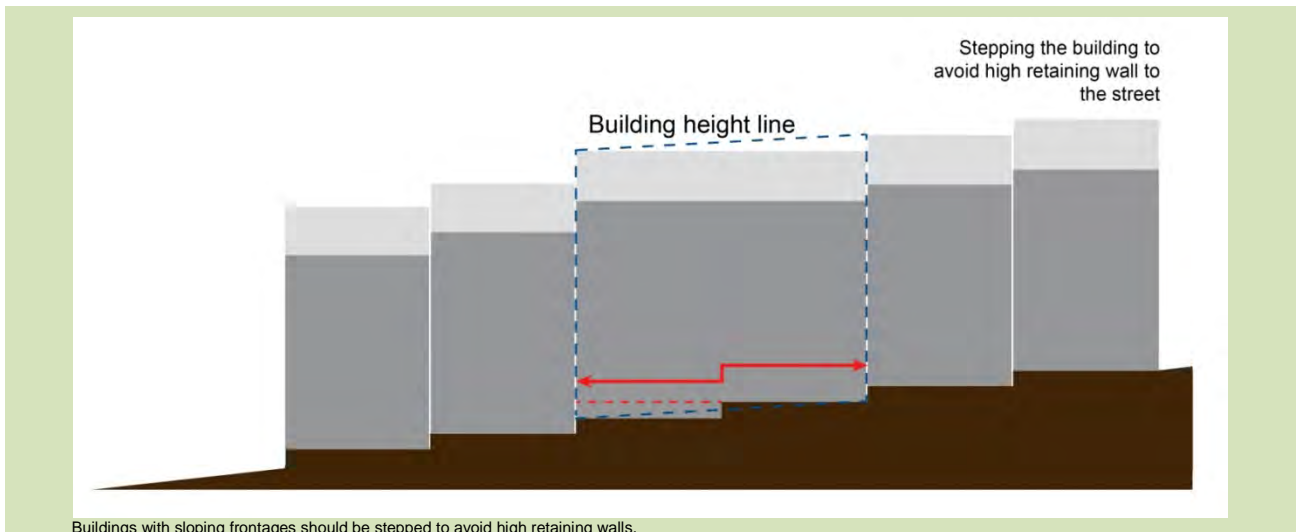 Stepping the building to
avoid high retaining wall to
the street
Building height line
Buildings with sloping frontages should be stepped to avoid high retaining walls.